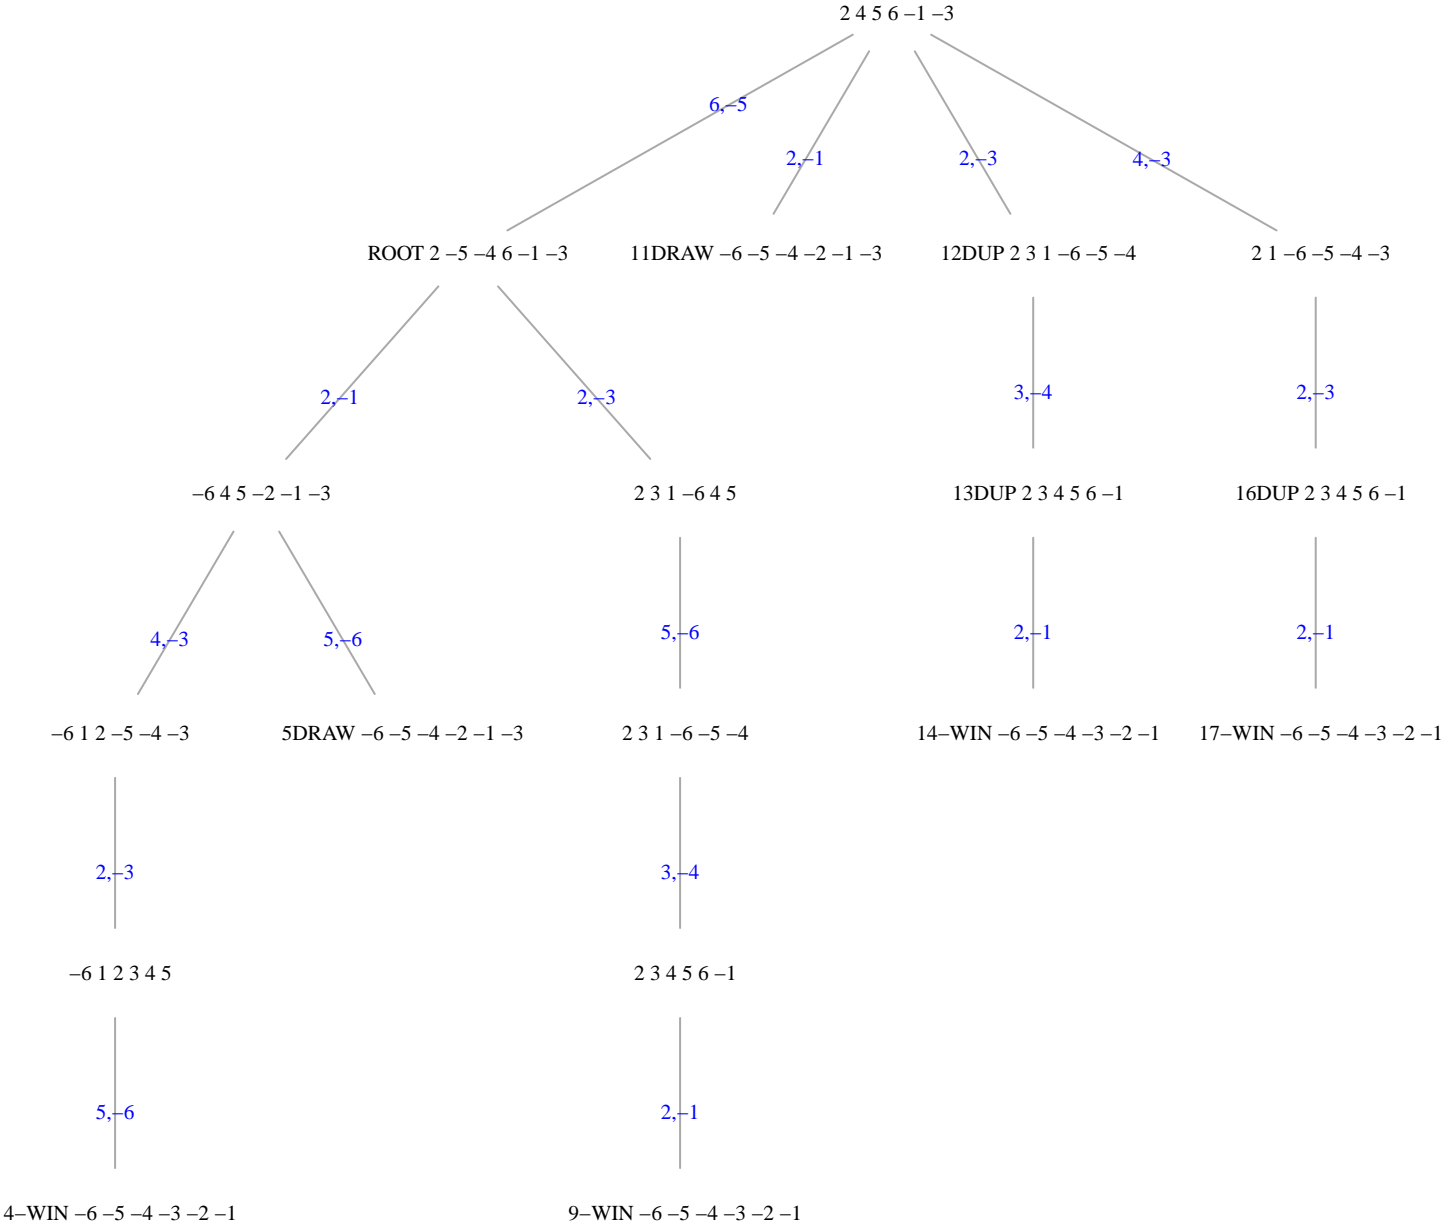 2 4 5 6 –1 –3
6,–5
2,–1
2,–3
4,–3
ROOT 2 –5 –4 6 –1 –3
11DRAW –6 –5 –4 –2 –1 –3
12DUP 2 3 1 –6 –5 –4
2 1 –6 –5 –4 –3
2,–1
2,–3
3,–4
2,–3
–6 4 5 –2 –1 –3
2 3 1 –6 4 5
13DUP 2 3 4 5 6 –1
16DUP 2 3 4 5 6 –1
4,–3
5,–6
5,–6
2,–1
2,–1
–6 1 2 –5 –4 –3
5DRAW –6 –5 –4 –2 –1 –3
2 3 1 –6 –5 –4
14–WIN –6 –5 –4 –3 –2 –1
17–WIN –6 –5 –4 –3 –2 –1
2,–3
3,–4
–6 1 2 3 4 5
2 3 4 5 6 –1
5,–6
2,–1
4–WIN –6 –5 –4 –3 –2 –1
9–WIN –6 –5 –4 –3 –2 –1